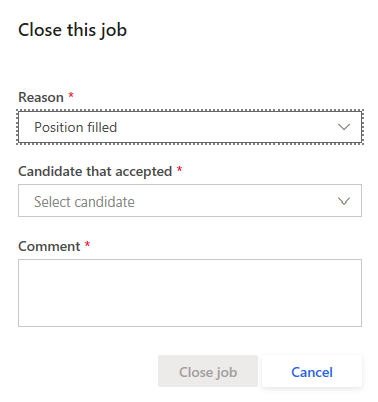 Close this job
Reason *
Position filled
Candidate that accepted *
Select candidate
Comment *
Close job Cancel